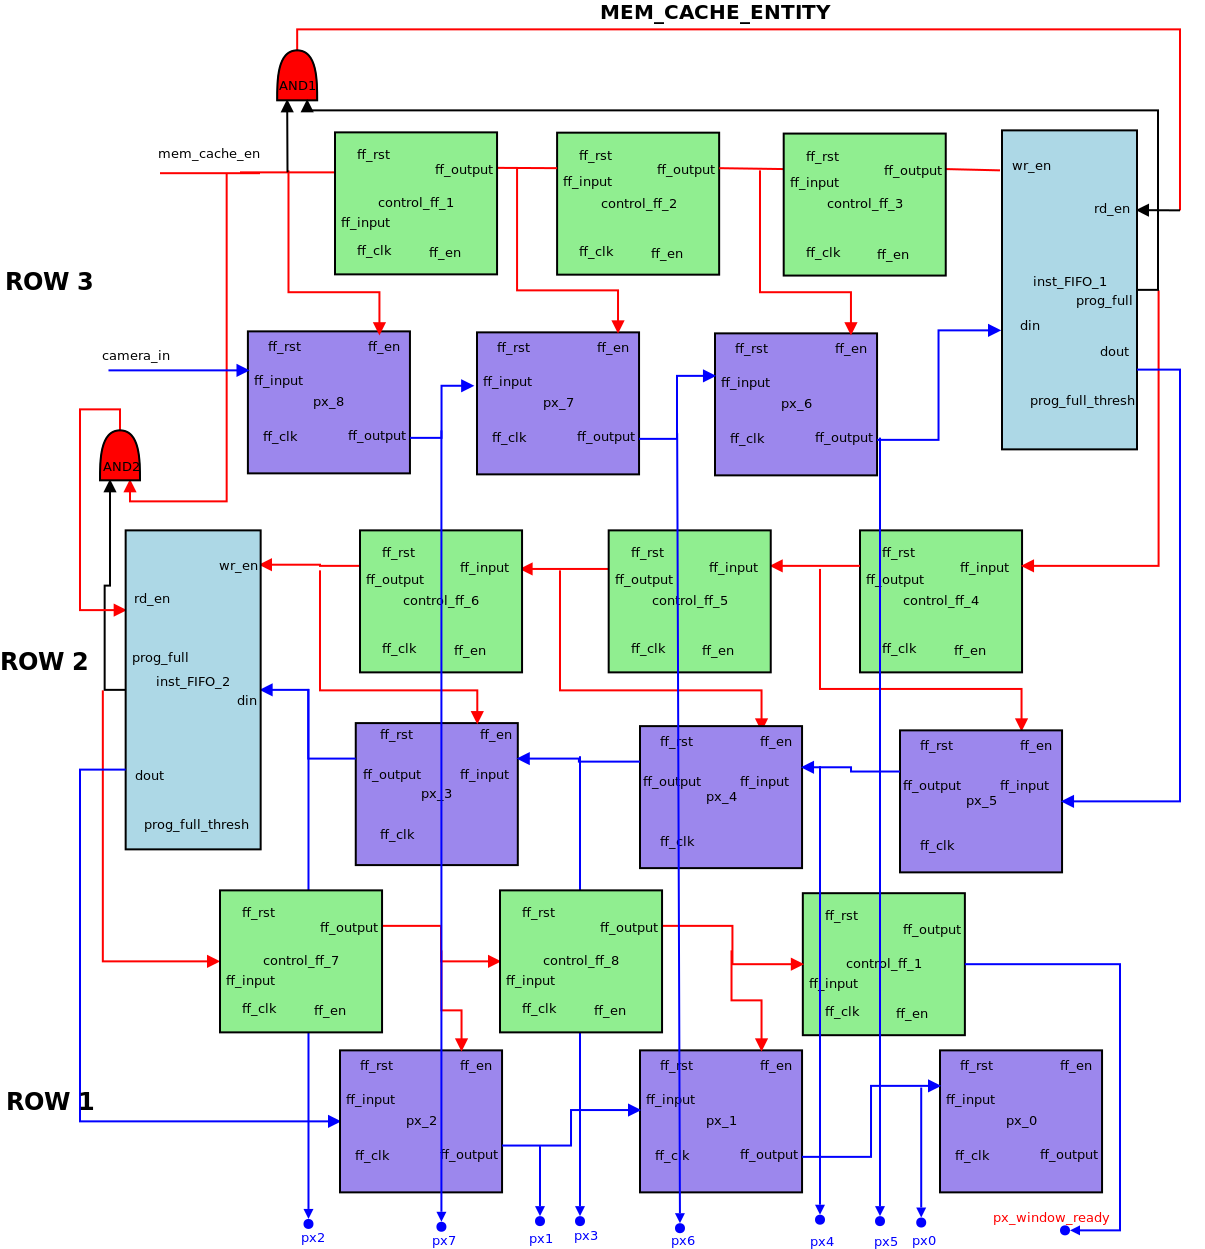 MEM_CACHE_ENTITY
AND1
mem_cache_en
ff_rst
ff_output
control_ff_1
ff_input
ff_clk
ff_en
ff_rst
ff_output
ff_input
control_ff_2
ff_clk
ff_en
ff_rst
ff_output
ff_input
control_ff_3
ff_clk
ff_en
wr_en
rd_en
inst_FIFO_1
prog_full
din
dout
prog_full_thresh
ROW 3
camera_in
ff_rst
ff_en
ff_input
px_8
ff_clk
ff_output
ff_rst
ff_en
ff_input
px_7
ff_clk
ff_output
ff_rst
ff_en
ff_input
px_6
ff_clk
ff_output
AND2
wr_en
rd_en
prog_full
inst_FIFO_2
din
dout
prog_full_thresh
ROW 2
ff_rst
ff_input
ff_output
control_ff_6
ff_clk
ff_en
ff_rst
ff_input
ff_output
control_ff_5
ff_clk
ff_en
ff_rst
ff_input
ff_output
control_ff_4
ff_clk
ff_en
ff_rst
ff_en
ff_output
ff_input
px_3
ff_clk
ff_rst
ff_en
ff_output
ff_input
px_4
ff_clk
ff_rst
ff_en
ff_output
ff_input
px_5
ff_clk
ff_rst
ff_output
control_ff_7
ff_input
ff_clk
ff_en
ff_rst
ff_output
control_ff_8
ff_input
ff_clk
ff_en
ff_rst
ff_output
control_ff_1
ff_input
ff_clk
ff_en
ROW 1
ff_rst
ff_en
ff_input
px_2
ff_clk
ff_output
ff_rst
ff_en
ff_input
px_1
ff_clk
ff_output
ff_rst
ff_en
ff_input
px_0
ff_clk
ff_output
px_window_ready
px2
px7
px1
px3
px6
px4
px5
px0